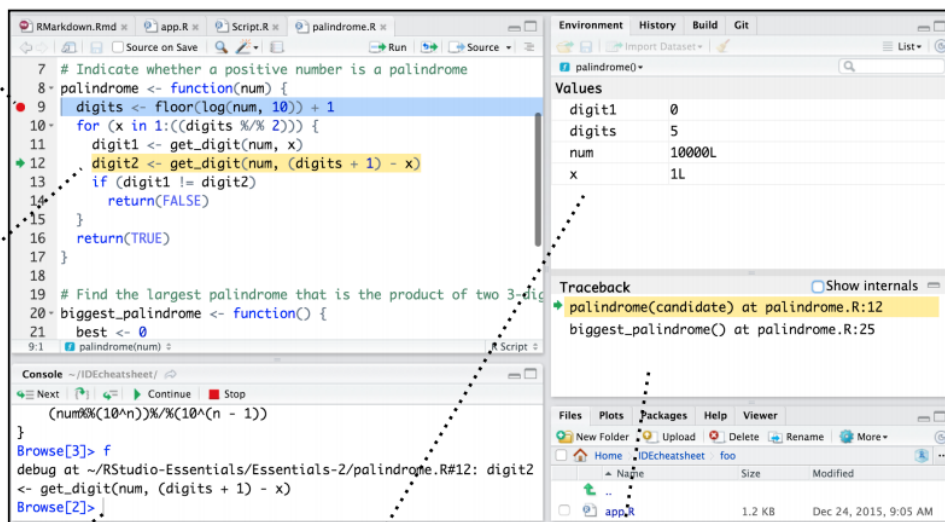 RMarkdown.Rmd × app.R × Script.R × palindrome.R ×
Source on Save Run Source
7 # Indicate whether a positive number is a palindrome
8 palindrome <- function(num) {
9 digits <- floor(log(num, 10)) + 1
10 for (x in 1:((digits %/% 2))) {
11 digit1 <- get_digit(num, x)
12 digit2 <- get_digit(num, (digits + 1) - x)
13 if (digit1 != digit2)
14 return(FALSE)
15 }
16 return(TRUE)
17 }
18
19 # Find the largest palindrome that is the product of two 3-dig
20 biggest_palindrome <- function() {
21 best <- 0
9:1 palindrome(num) R Script
Console ~/IDEcheatsheet/
Next Continue Stop
(num%%(10^n))%/%(10^(n - 1))
}
Browse[3]> f
debug at ~/RStudio-Essentials/Essentials-2/palindrome.R#12: digit2
<- get_digit(num, (digits + 1) - x)
Browse[2]>
Environment History Build Git
Import Dataset List
palindrome()
Values
digit1 0
digits 5
num 10000L
x 1L
Traceback Show internals
palindrome(candidate) at palindrome.R:12
biggest_palindrome() at palindrome.R:25
Files Plots Packages Help Viewer
New Folder Upload Delete Rename More
Home IDEcheatsheet foo
Name Size Modified
..
app.R 1.2 KB Dec 24, 2015, 9:05 AM